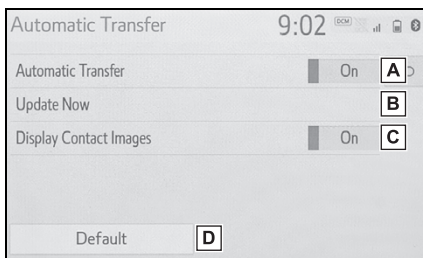 Automatic Transfer 9:02 DCM
Automatic Transfer On A
Update Now B
Display Contact Images On C
Default D